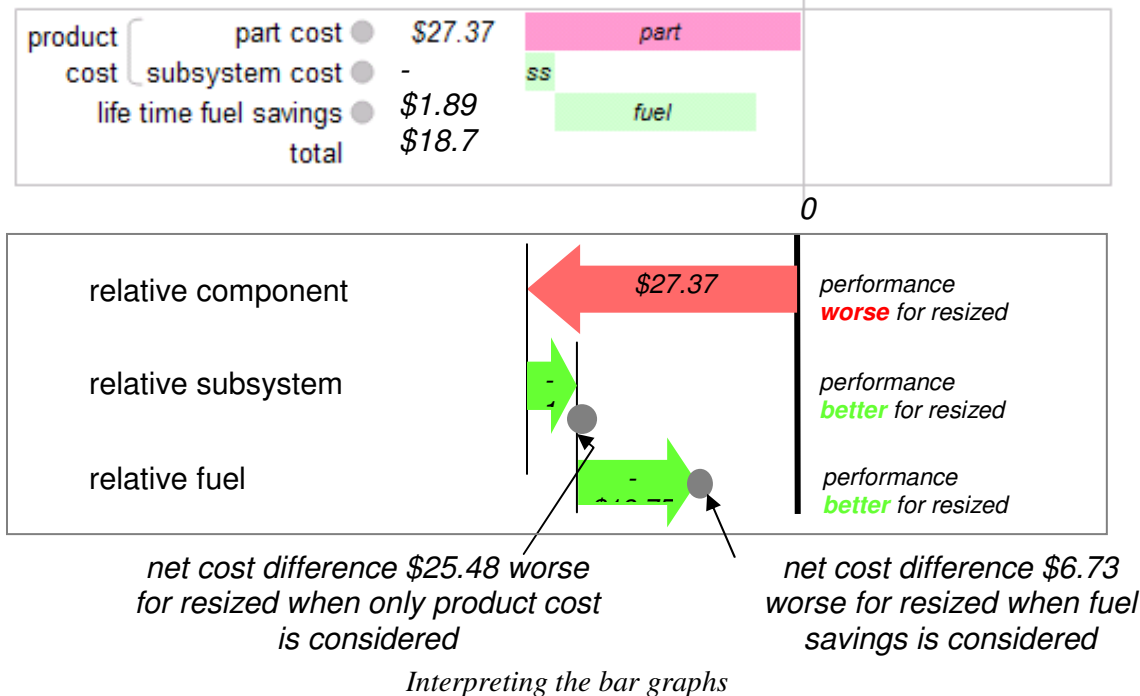 product
cost
part cost $27.37 part
subsystem cost - ss
life time fuel savings $1.89 fuel
total $18.7
0
relative component $27.37 performance
worse for resized
relative subsystem - performance
better for resized
relative fuel - performance
better for resized
net cost difference $25.48 worse
for resized when only product cost
is considered
net cost difference $6.73
worse for resized when fuel
savings is considered
Interpreting the bar graphs